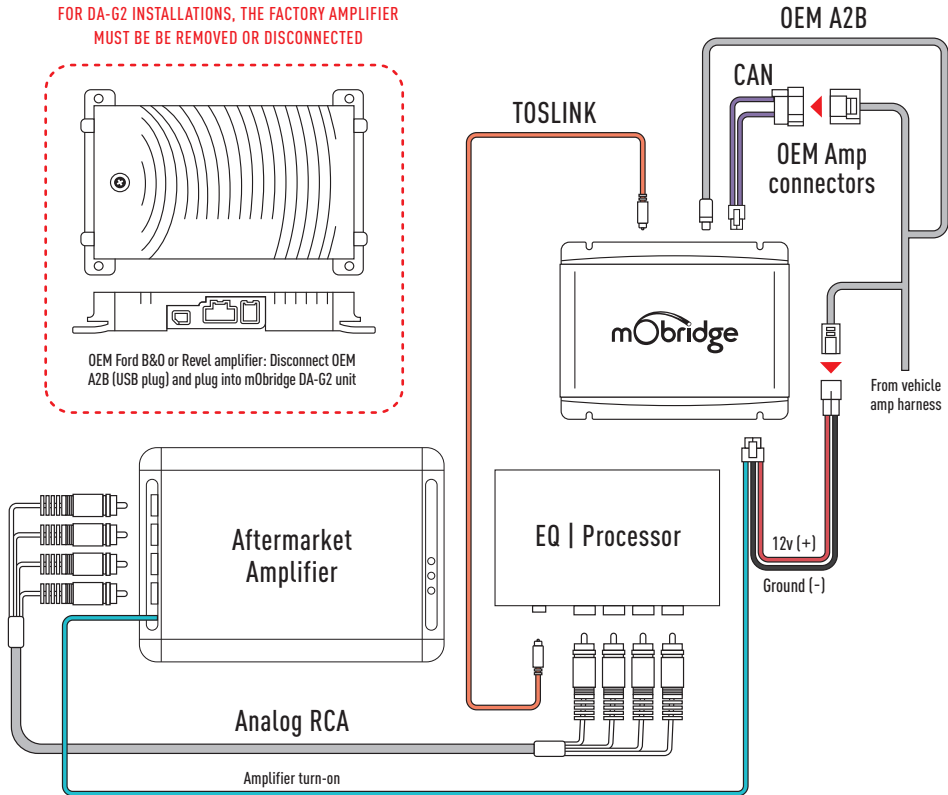 FOR DA-G2 INSTALLATIONS, THE FACTORY AMPLIFIER
MUST BE BE REMOVED OR DISCONNECTED
OEM Ford B&O or Revel amplifier: Disconnect OEM
A2B (USB plug) and plug into mObridge DA-G2 unit
OEM A2B
CAN
TOSLINK
OEM Amp
connectors
mObridge
From vehicle
amp harness
Aftermarket
Amplifier
EQ | Processor
12v (+)
Ground (-)
Analog RCA
Amplifier turn-on